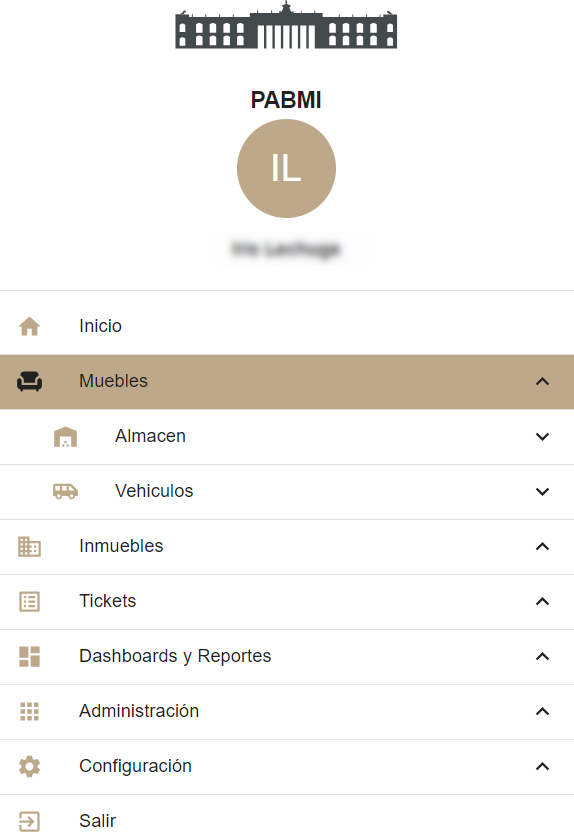 PABMI
IL
Inicio
Muebles
Almacen
Vehiculos
Inmuebles
Tickets
Dashboards y Reportes
Administración
Configuración
Salir